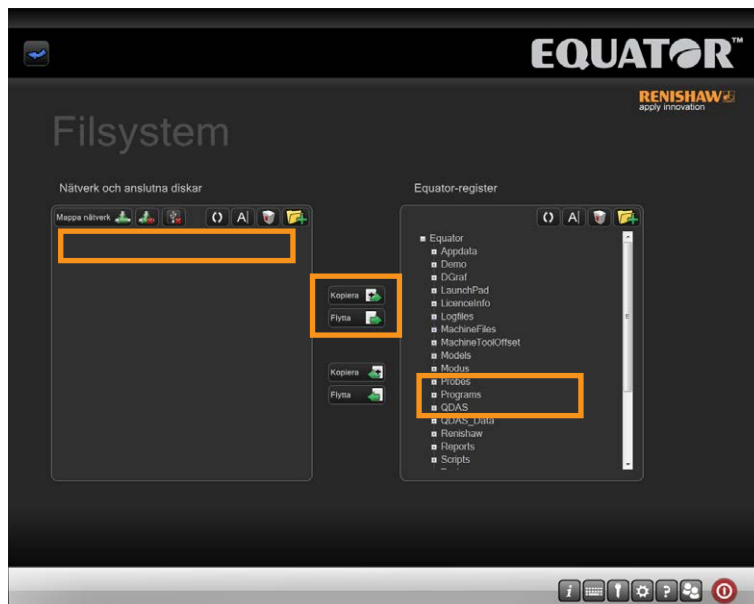 EQUATOR™
RENISHAW
apply innovation
Filsystem
Nätverk och anslutna diskar
Equator-register
Mappa nätverk
A
A
Equator
Appdata
Demo
DGraf
LaunchPad
LicenceInfo
Logfiles
MachineFiles
MachineToolOffset
Models
Modus
Probes
Programs
QDAS
QDAS_Data
Renishaw
Reports
Scripts
Kopiera
Flytta
Kopiera
Flytta